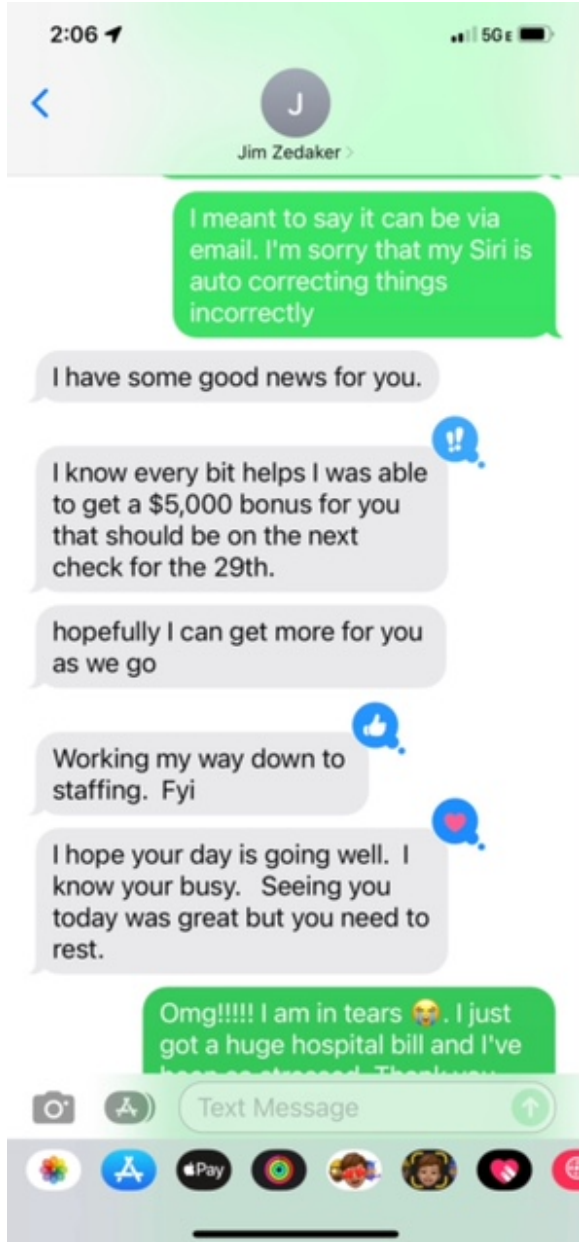 2:06
5G E
J
Jim Zedaker
I meant to say it can be via
email. I'm sorry that my Siri is
auto correcting things
incorrectly
I have some good news for you.
I know every bit helps I was able
to get a $5,000 bonus for you
that should be on the next
check for the 29th.
hopefully I can get more for you
as we go
Working my way down to
staffing. Fyi
I hope your day is going well. I
know your busy. Seeing you
today was great but you need to
rest.
Omg!!!!! I am in tears 😭. I just
got a huge hospital bill and I've
been so stressed. Thank you
Text Message
Pay